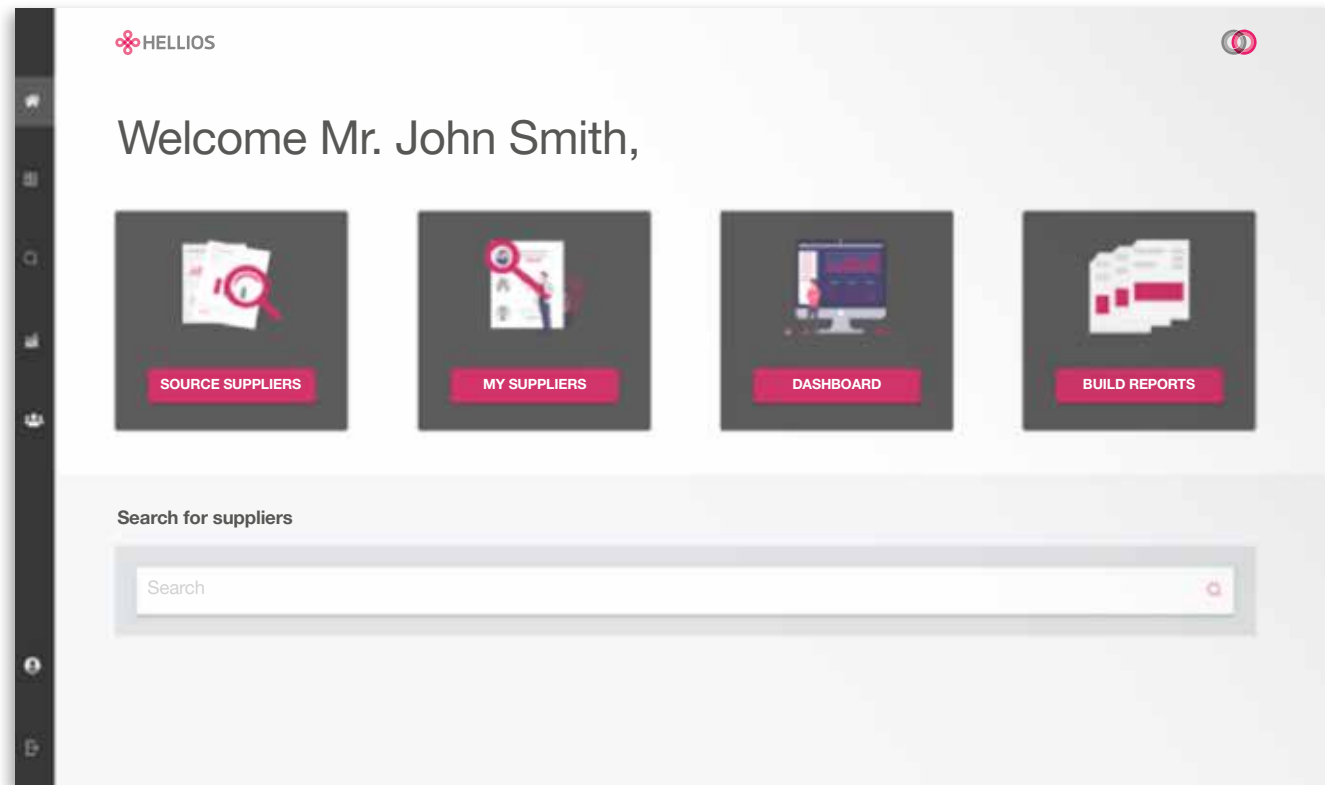 HELLIOS
Welcome Mr. John Smith,
SOURCE SUPPLIERS
MY SUPPLIERS
DASHBOARD
BUILD REPORTS
Search for suppliers
Search